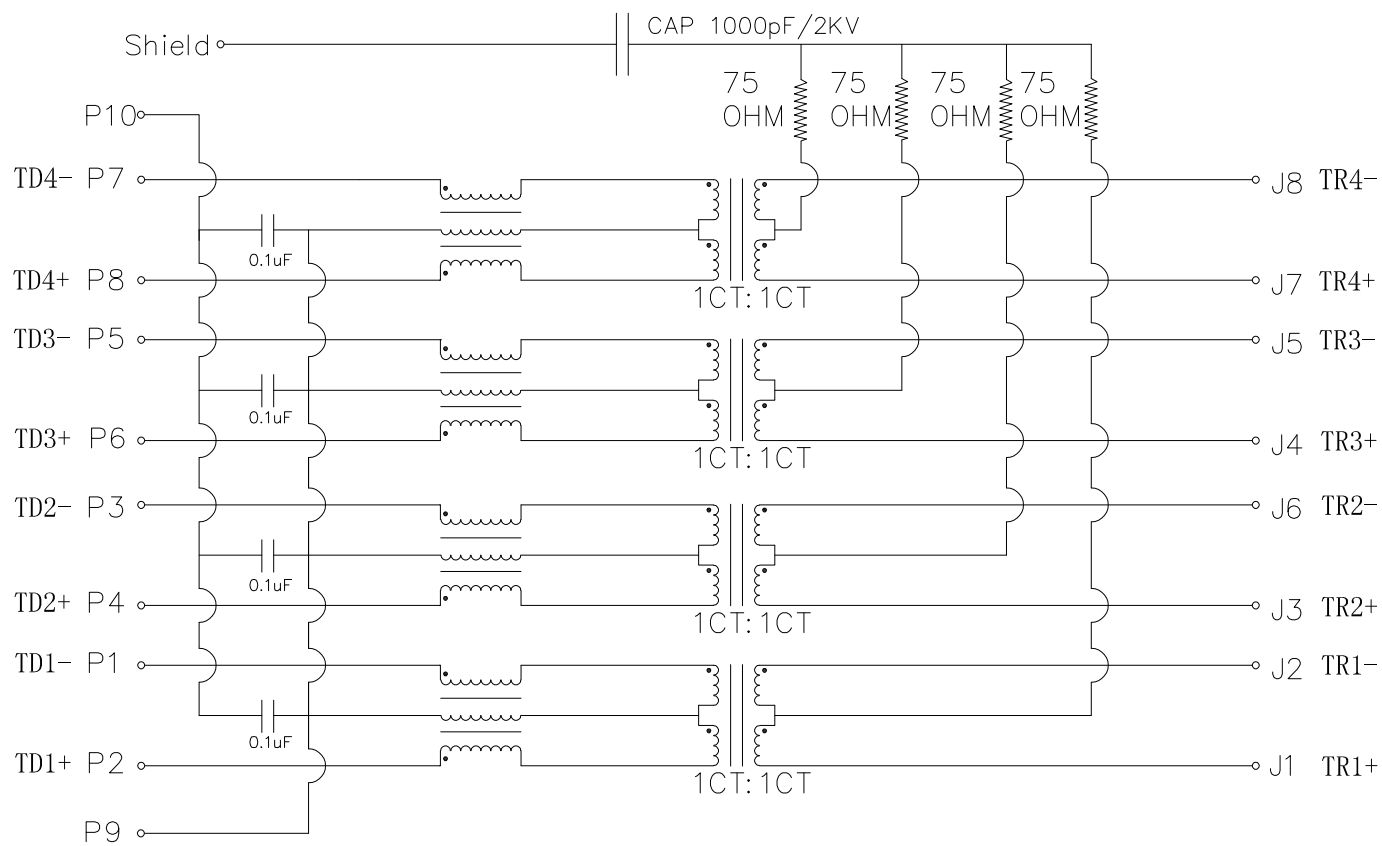 CAP 1000pF/2KV
Shield
75 75 75 75
OHM OHM OHM OHM
P10
TD4- P7 J8 TR4-
0.1uF
TD4+ P8 J7 TR4+
1CT:1CT
TD3- P5 J5 TR3-
0.1uF
TD3+ P6 J4 TR3+
1CT:1CT
TD2- P3 J6 TR2-
0.1uF
TD2+ P4 J3 TR2+
1CT:1CT
TD1- P1 J2 TR1-
0.1uF
TD1+ P2 J1 TR1+
1CT:1CT
P9